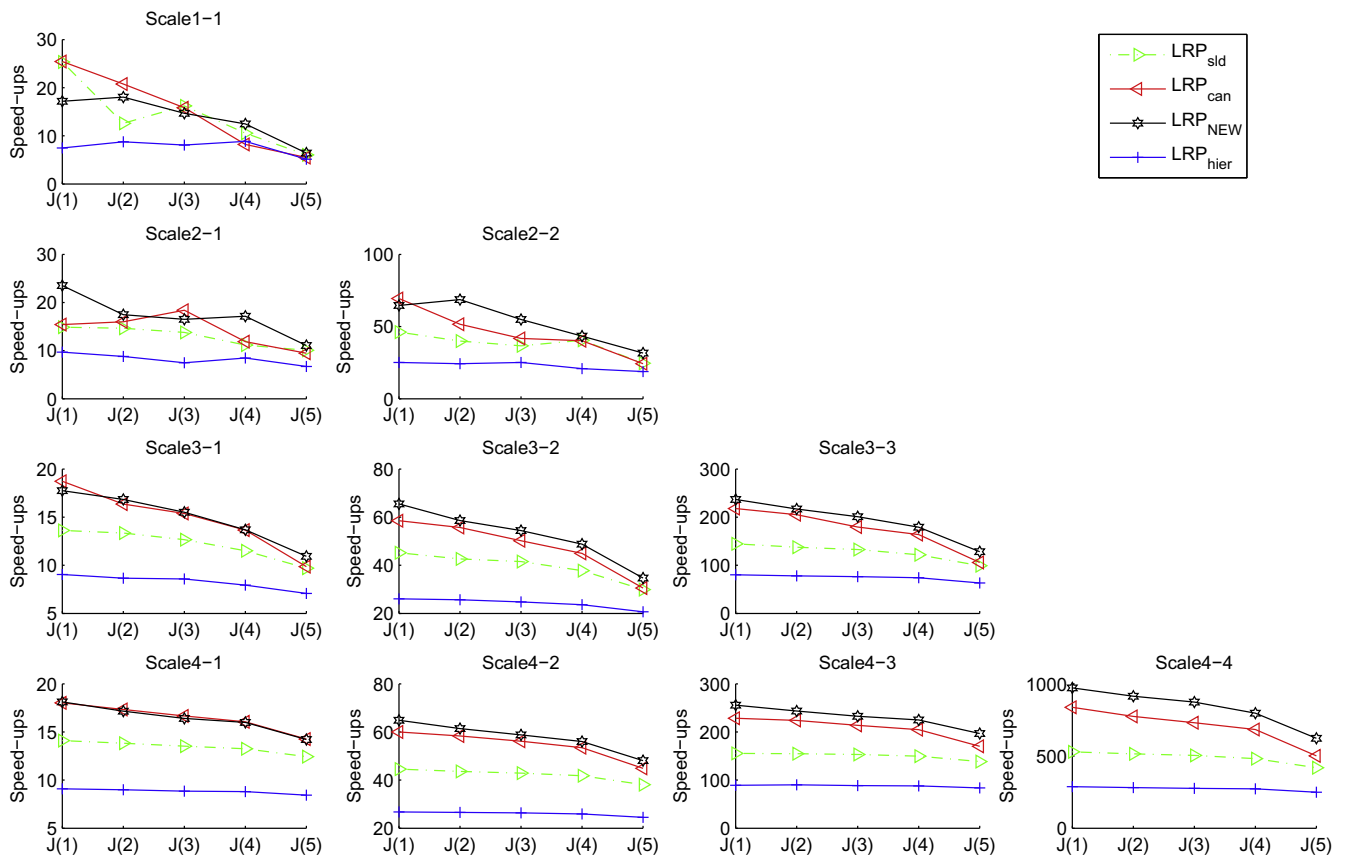 Scale1−1
Speed−ups
30
20
10
0
J(1) J(2) J(3) J(4) J(5)
LRP_sld
LRP_can
LRP_NEW
LRP_hier
Scale2−1
Speed−ups
30
20
10
0
J(1) J(2) J(3) J(4) J(5)
Scale2−2
Speed−ups
100
50
0
J(1) J(2) J(3) J(4) J(5)
Scale3−1
Speed−ups
20
15
10
5
J(1) J(2) J(3) J(4) J(5)
Scale3−2
Speed−ups
80
60
40
20
J(1) J(2) J(3) J(4) J(5)
Scale3−3
Speed−ups
300
200
100
0
J(1) J(2) J(3) J(4) J(5)
Scale4−1
Speed−ups
20
15
10
5
J(1) J(2) J(3) J(4) J(5)
Scale4−2
Speed−ups
80
60
40
20
J(1) J(2) J(3) J(4) J(5)
Scale4−3
Speed−ups
300
200
100
0
J(1) J(2) J(3) J(4) J(5)
Scale4−4
Speed−ups
1000
500
0
J(1) J(2) J(3) J(4) J(5)